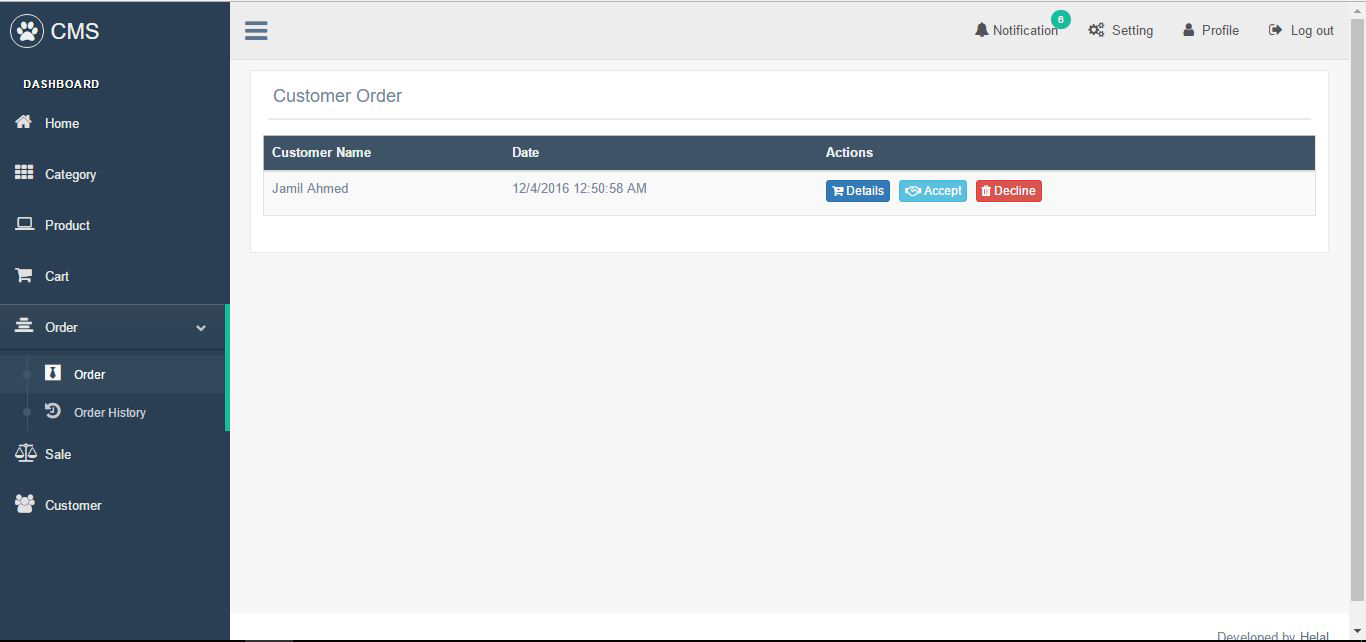 CMS
Notification 6
Setting
Profile
Log out
DASHBOARD
Home
Category
Product
Cart
Order
Order
Order History
Sale
Customer
Customer Order
Customer Name Date Actions
Jamil Ahmed 12/4/2016 12:50:58 AM Details Accept Decline
Developed by Helal